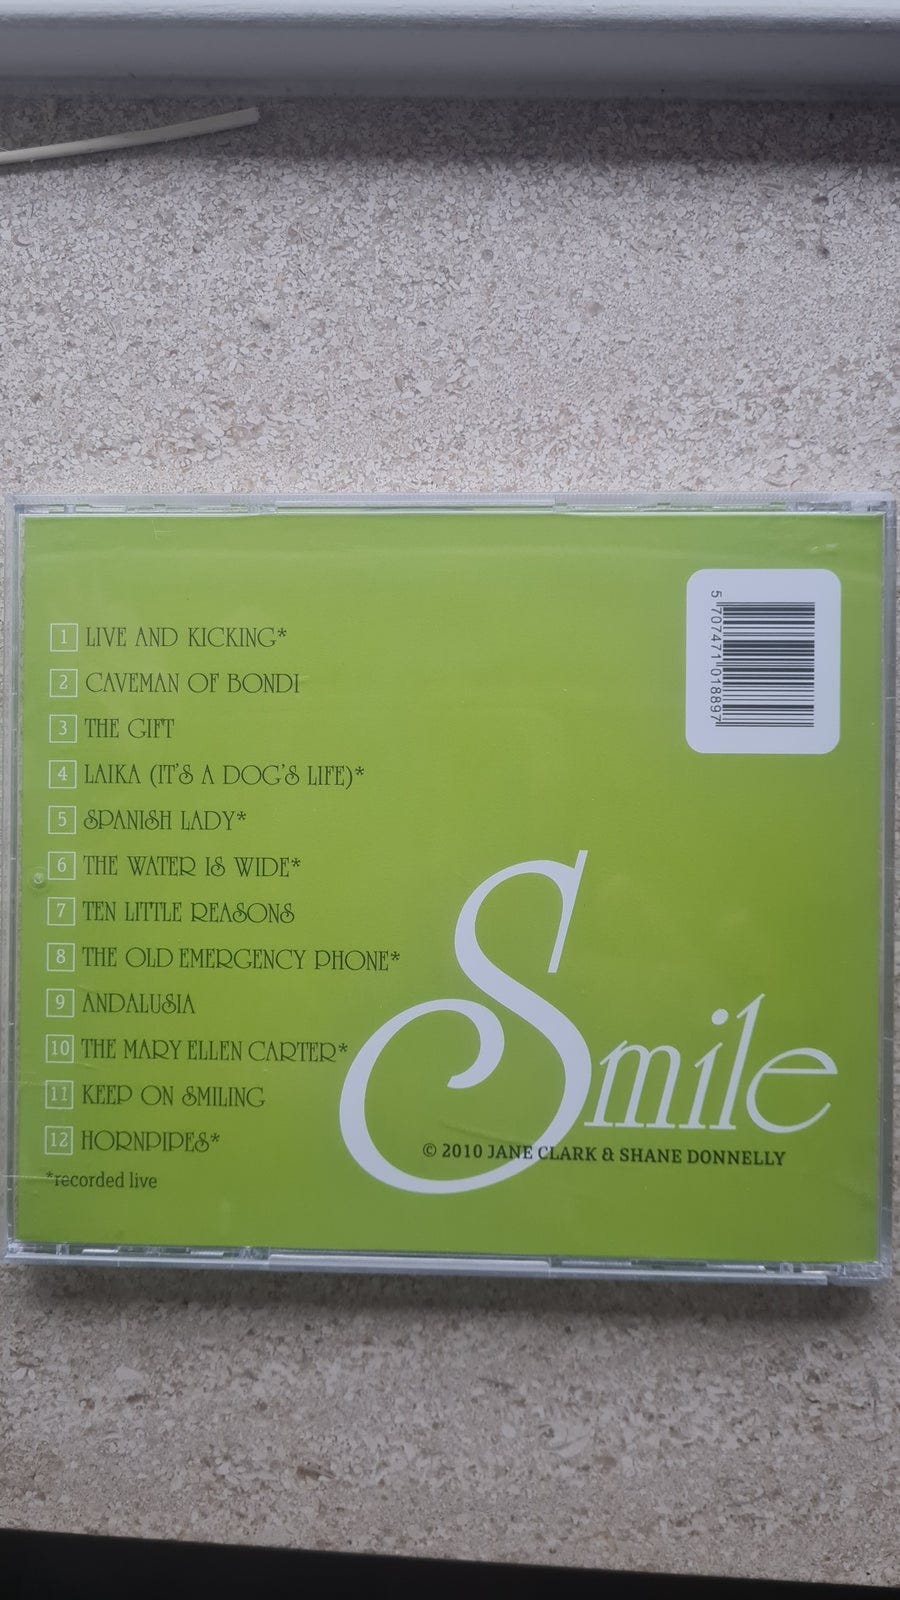 1 LIVE AND KICKING*
2 CAVEMAN OF BONDI
3 THE GIFT
4 LAIKA (IT'S A DOG'S LIFE)*
5 SPANISH LADY*
6 THE WATER IS WIDE*
7 TEN LITTLE REASONS
8 THE OLD EMERGENCY PHONE*
9 ANDALUSIA
10 THE MARY ELLEN CARTER*
11 KEEP ON SMILING
12 HORNPIPES*
*recorded live
5 707471 018897
Smile
© 2010 JANE CLARK & SHANE DONNELLY